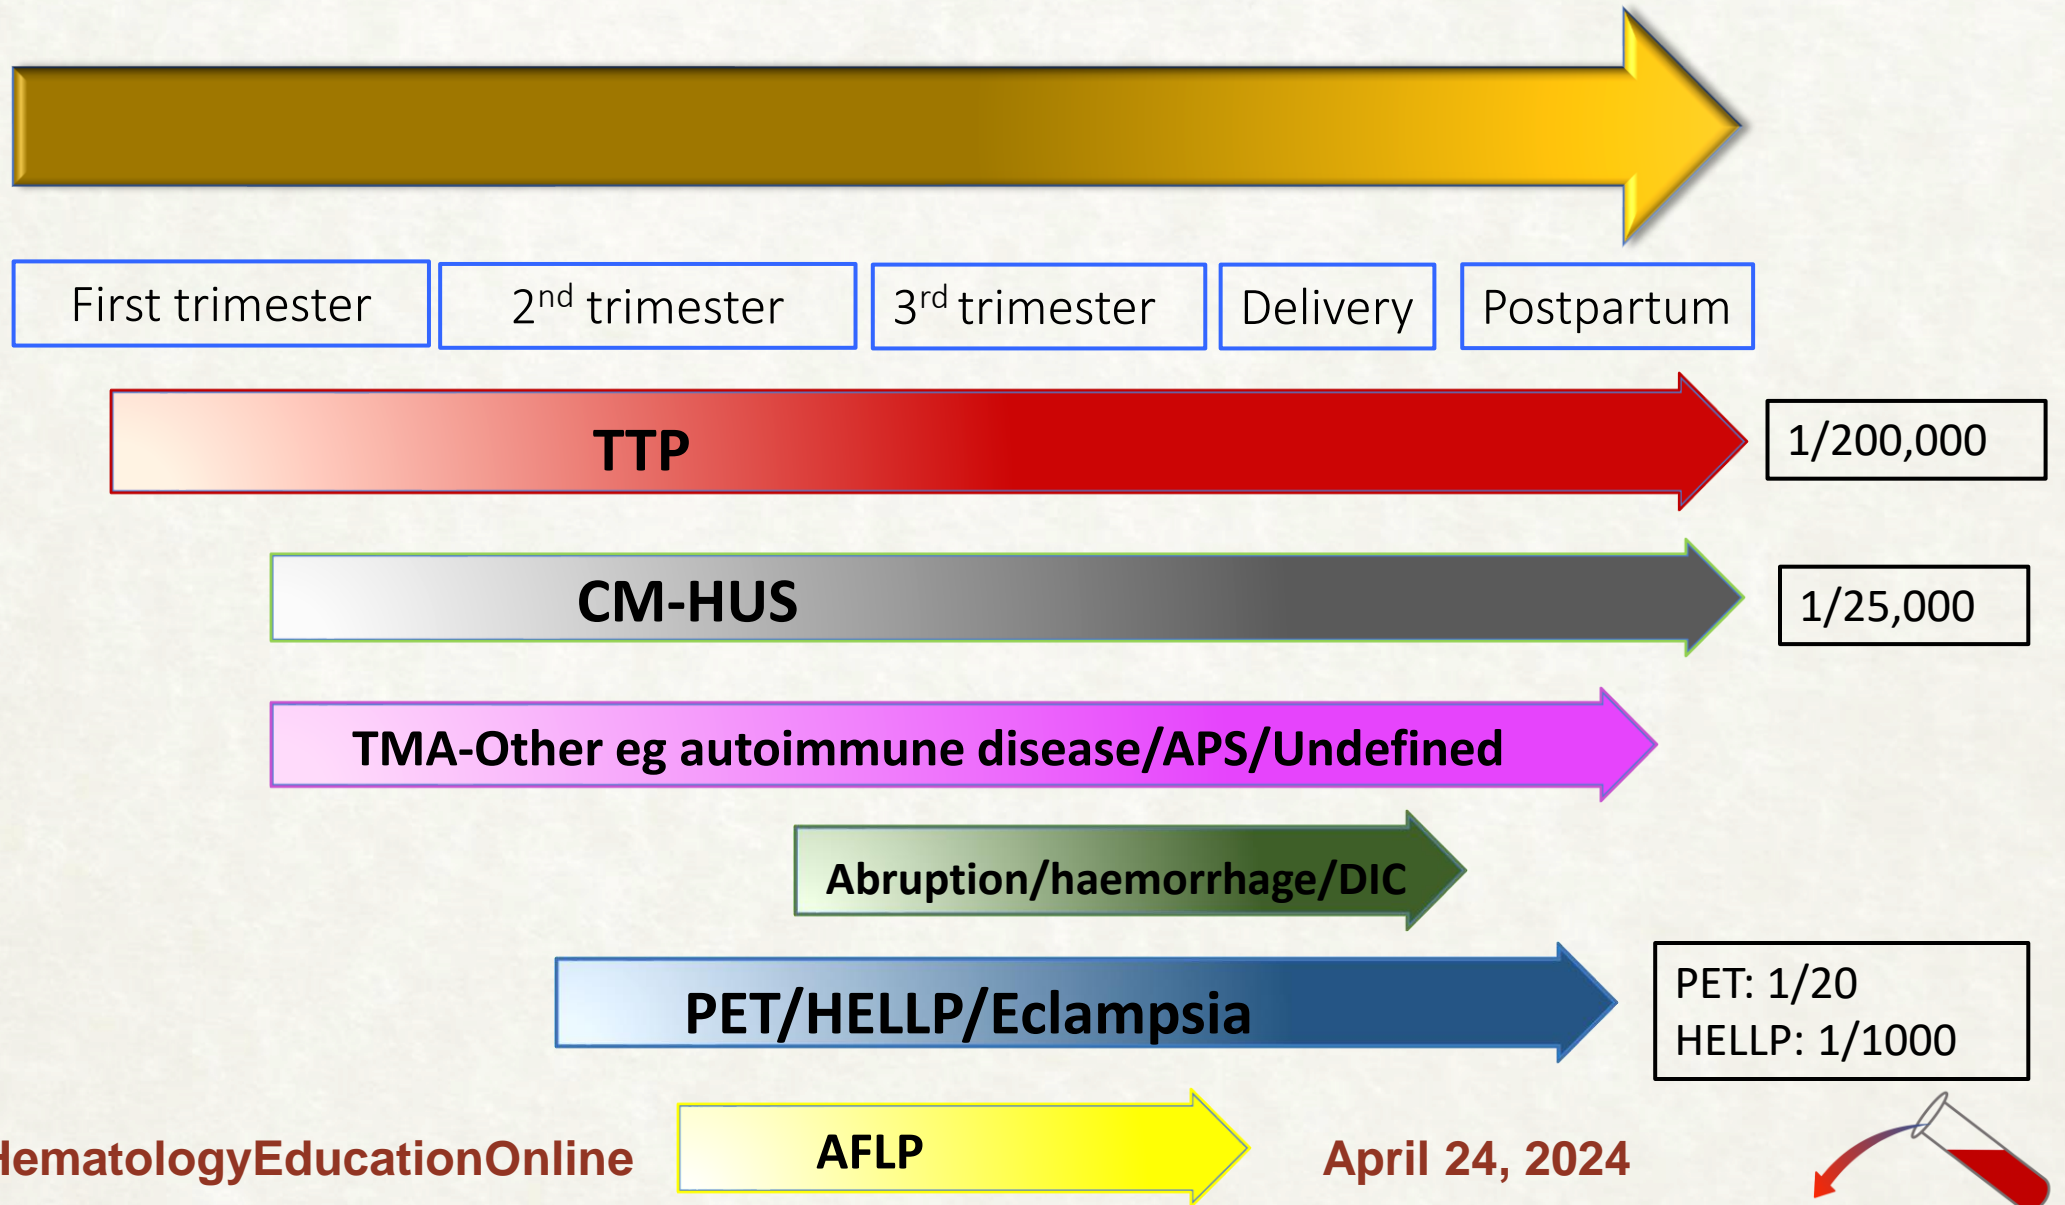 First trimester
2nd trimester
3rd trimester
Delivery
Postpartum
TTP
1/200,000
CM-HUS
1/25,000
TMA-Other eg autoimmune disease/APS/Undefined
Abruption/haemorrhage/DIC
PET/HELLP/Eclampsia
PET: 1/20
HELLP: 1/1000
AFLP
HematologyEducationOnline
April 24, 2024